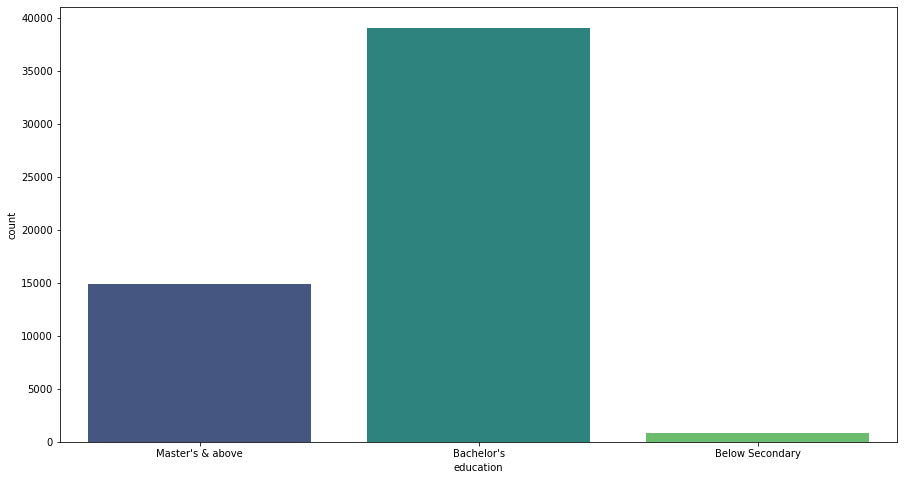 40000
35000
30000
25000
20000
15000
10000
5000
0
count
Master's & above
Bachelor's
Below Secondary
education